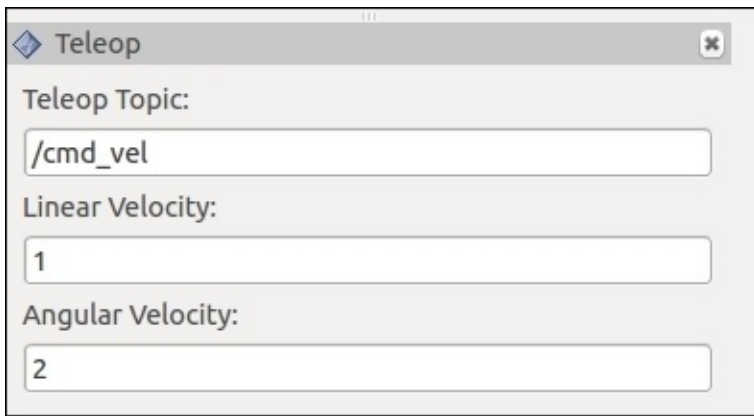 Teleop
Teleop Topic:
/cmd_vel
Linear Velocity:
1
Angular Velocity:
2